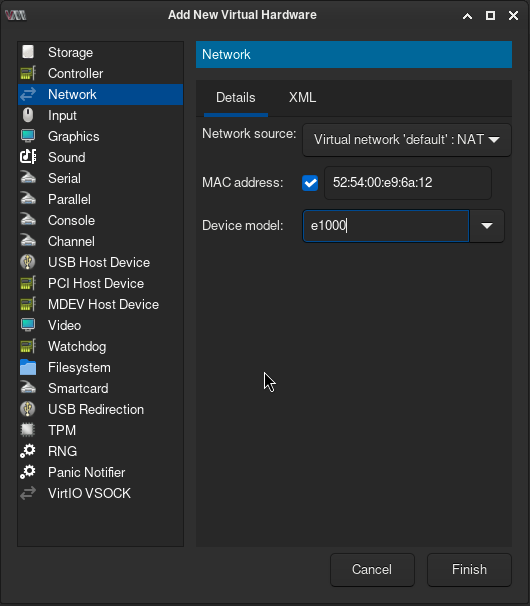 Add New Virtual Hardware
Storage
Controller
Network
Input
Graphics
Sound
Serial
Parallel
Console
Channel
USB Host Device
PCI Host Device
MDEV Host Device
Video
Watchdog
Filesystem
Smartcard
USB Redirection
TPM
RNG
Panic Notifier
VirtIO VSOCK
Network
Details XML
Network source: Virtual network 'default' : NAT
MAC address: 52:54:00:e9:6a:12
Device model: e1000
Cancel Finish